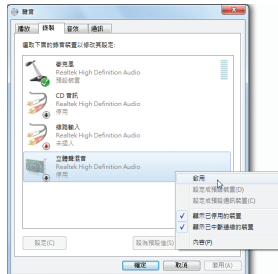 聲音
播放 錄製 音效 通訊
選取下面的錄音裝置以修改其設定:
麥克風
Realtek High Definition Audio
預設裝置
CD 音訊
Realtek High Definition Audio
停用
線路輸入
Realtek High Definition Audio
未插入
立體聲混音
Realtek High Definition Audio
停用
啟用
設定成預設裝置(D)
設定成預設通訊裝置(C)
顯示已停用的裝置
顯示已中斷連線的裝置
內容(P)
設定(C) 設為預設值(S)
確定 取消 套用(A)